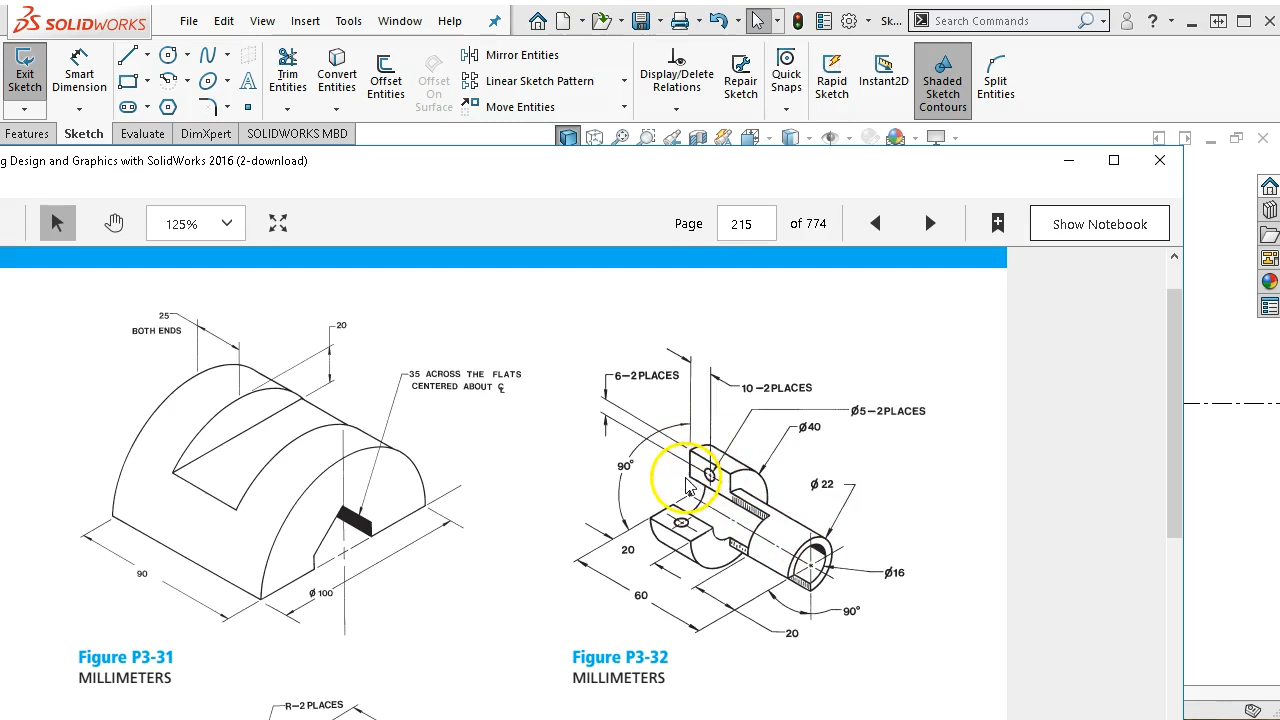 SOLIDWORKS File Edit View Insert Tools Window Help Sk... Search Commands ?
Exit Sketch
Smart Dimension
Trim Entities
Convert Entities
Offset Entities
Offset On Surface
Mirror Entities
Linear Sketch Pattern
Move Entities
Display/Delete Relations
Repair Sketch
Quick Snaps
Rapid Sketch
Instant2D
Shaded Sketch Contours
Split Entities
Features Sketch Evaluate DimXpert SOLIDWORKS MBD
g Design and Graphics with SolidWorks 2016 (2-download)
125% Page 215 of 774 Show Notebook
25
BOTH ENDS
20
35 ACROSS THE FLATS
CENTERED ABOUT ℄
90
Ø 100
Figure P3-31
MILLIMETERS
6-2 PLACES
10-2 PLACES
Ø5-2 PLACES
Ø40
90°
Ø 22
20
60
Ø16
90°
20
Figure P3-32
MILLIMETERS
R-2 PLACES